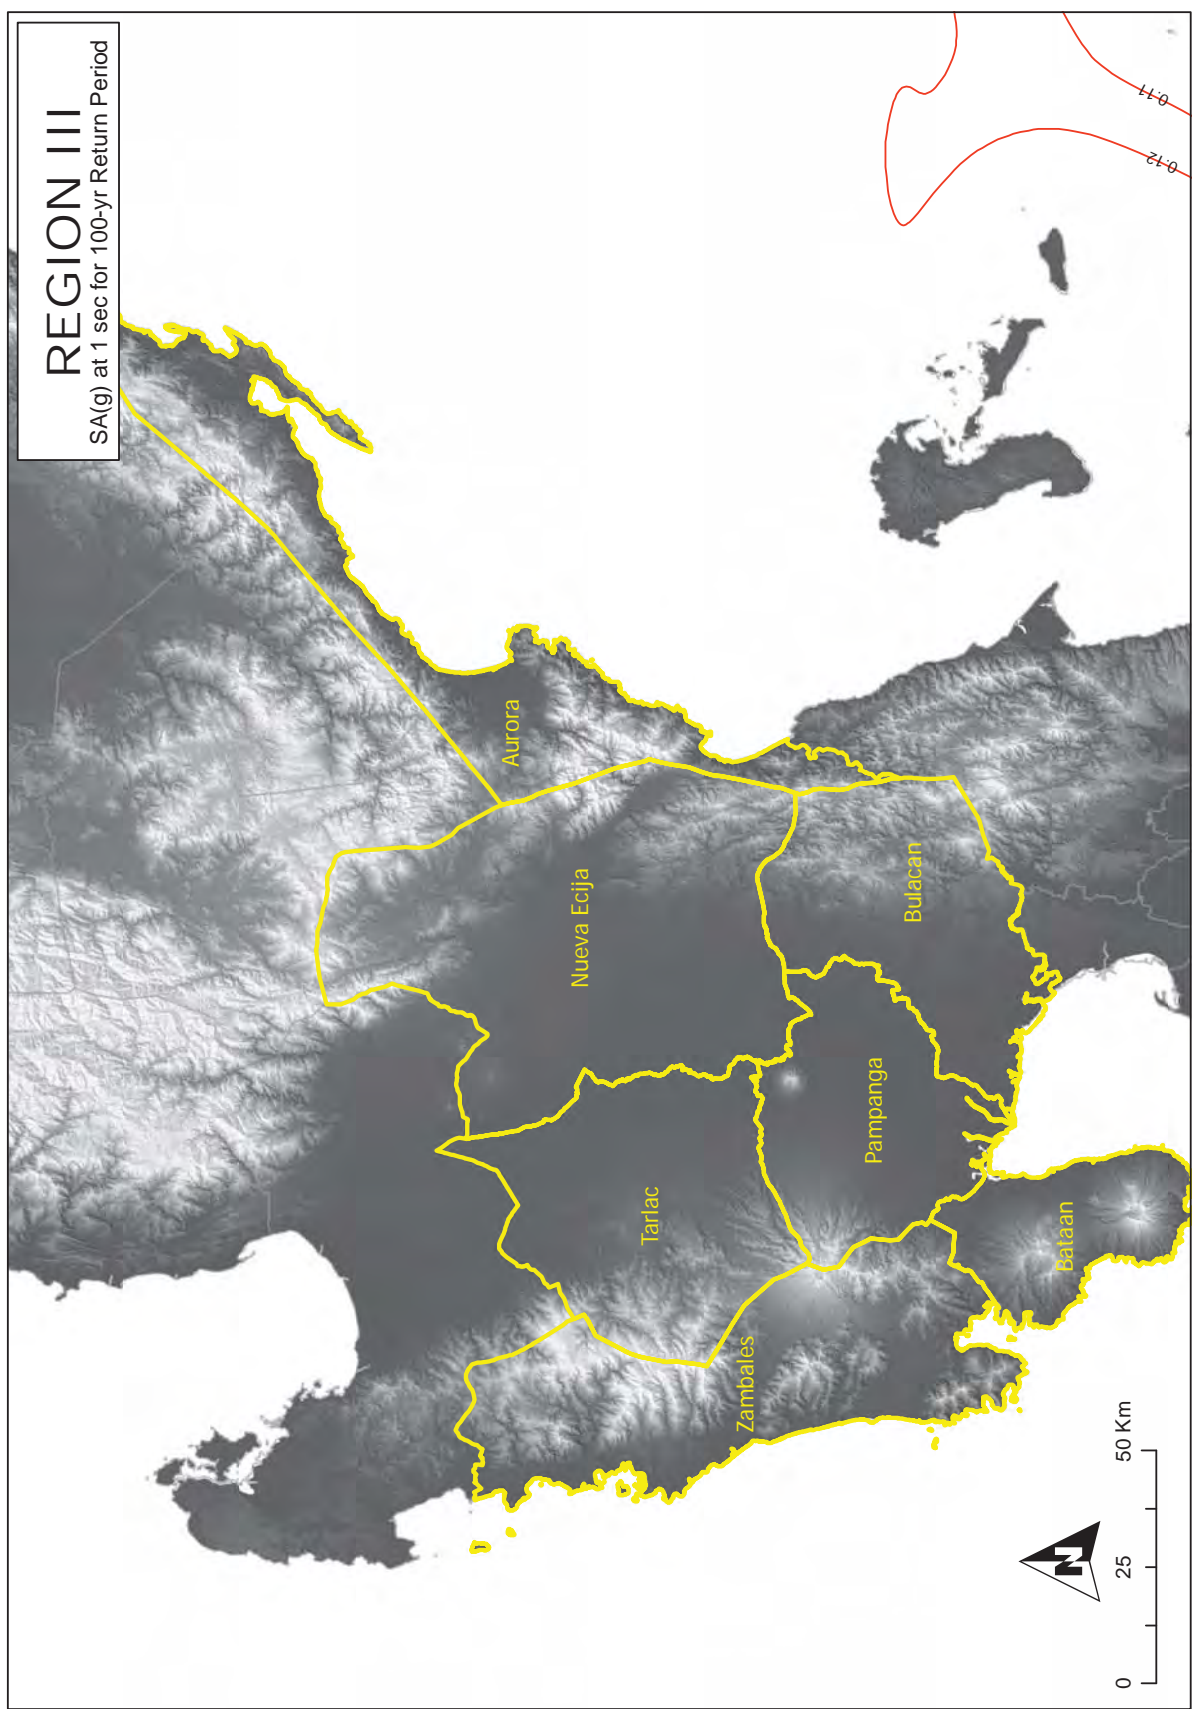 REGION III
SA(g) at 1 sec for 100-yr Return Period
0.11
0.12
Aurora
Nueva Ecija
Bulacan
Pampanga
Tarlac
Bataan
Zambales
N
0 25 50 Km